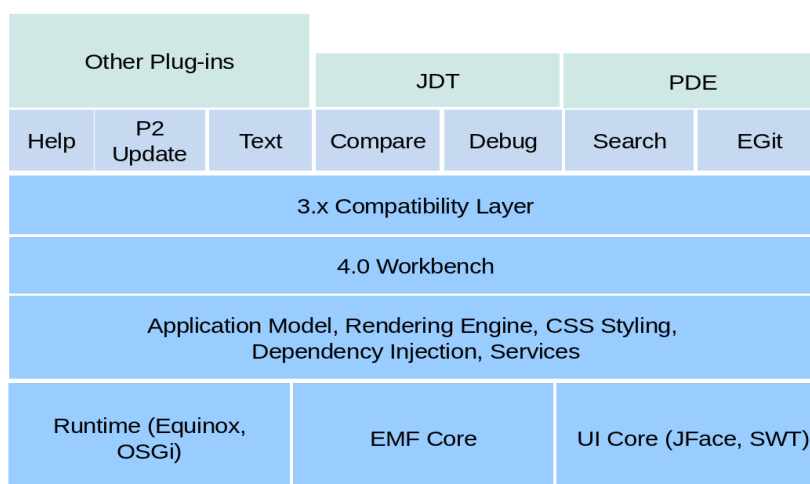 Other Plug-ins
JDT
PDE
Help
P2
Update
Text
Compare
Debug
Search
EGit
3.x Compatibility Layer
4.0 Workbench
Application Model, Rendering Engine, CSS Styling,
Dependency Injection, Services
Runtime (Equinox,
OSGi)
EMF Core
UI Core (JFace, SWT)